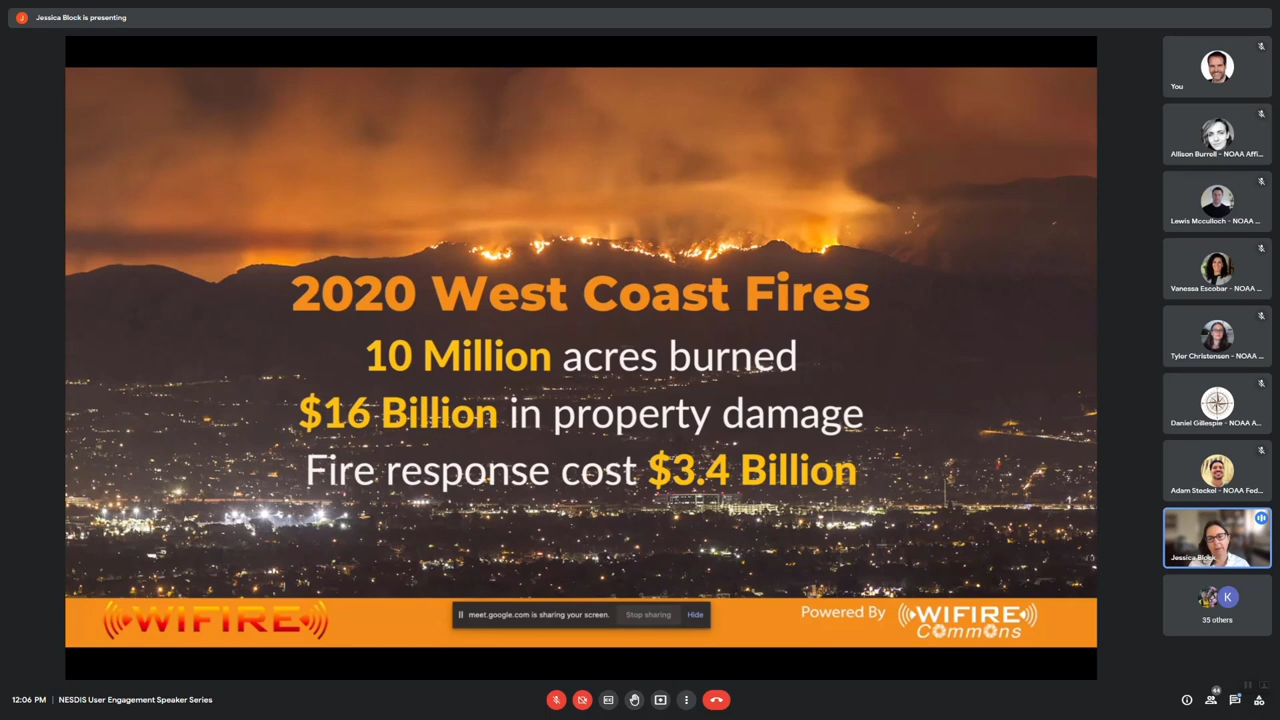 J
Jessica Block is presenting
2020 West Coast Fires
10 Million acres burned
$16 Billion in property damage
Fire response cost $3.4 Billion
WIFIRE
meet.google.com is sharing your screen.
Stop sharing
Hide
Powered By
WIFIRE
Commons
You
Allison Burrell - NOAA Affi...
Lewis Mcculloch - NOAA ...
Vanessa Escobar - NOAA ...
Tyler Christensen - NOAA ...
Daniel Gillespie - NOAA A...
Adam Steckel - NOAA Fed...
Jessica Block
K
35 others
12:06 PM | NESDIS User Engagement Speaker Series
44